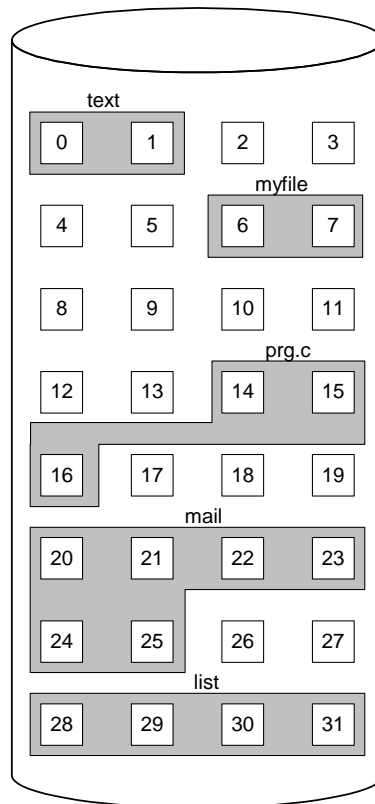 text
0 1 2 3
myfile
4 5 6 7
8 9 10 11
prg.c
12 13 14 15
16 17 18 19
mail
20 21 22 23
24 25 26 27
list
28 29 30 31